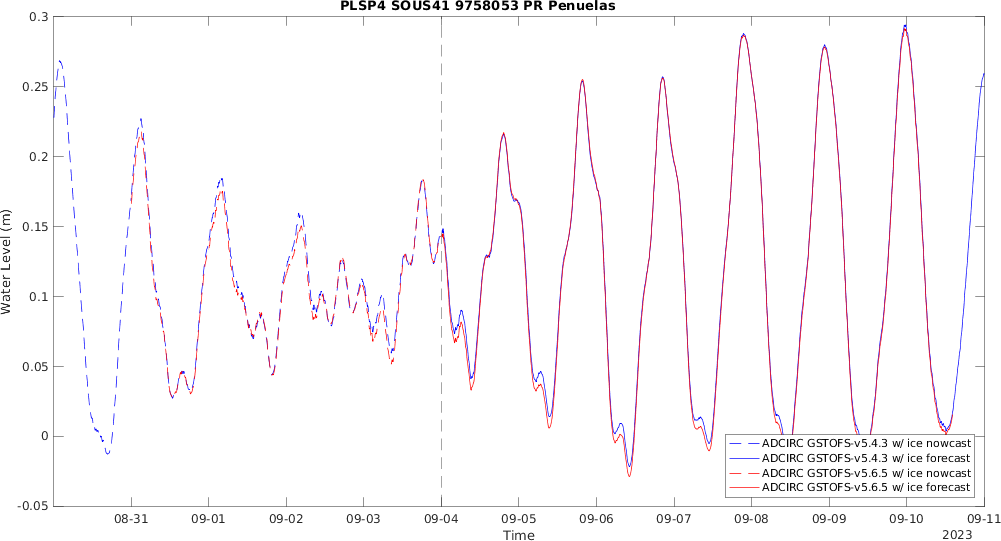 PLSP4 SOUS41 9758053 PR Penuelas
0.3
0.25
0.2
0.15
0.1
0.05
0
-0.05
Water Level (m)
ADCIRC GSTOFS-v5.4.3 w/ ice nowcast
ADCIRC GSTOFS-v5.4.3 w/ ice forecast
ADCIRC GSTOFS-v5.6.5 w/ ice nowcast
ADCIRC GSTOFS-v5.6.5 w/ ice forecast
08-31 09-01 09-02 09-03 09-04 09-05 09-06 09-07 09-08 09-09 09-10 09-11
Time
2023